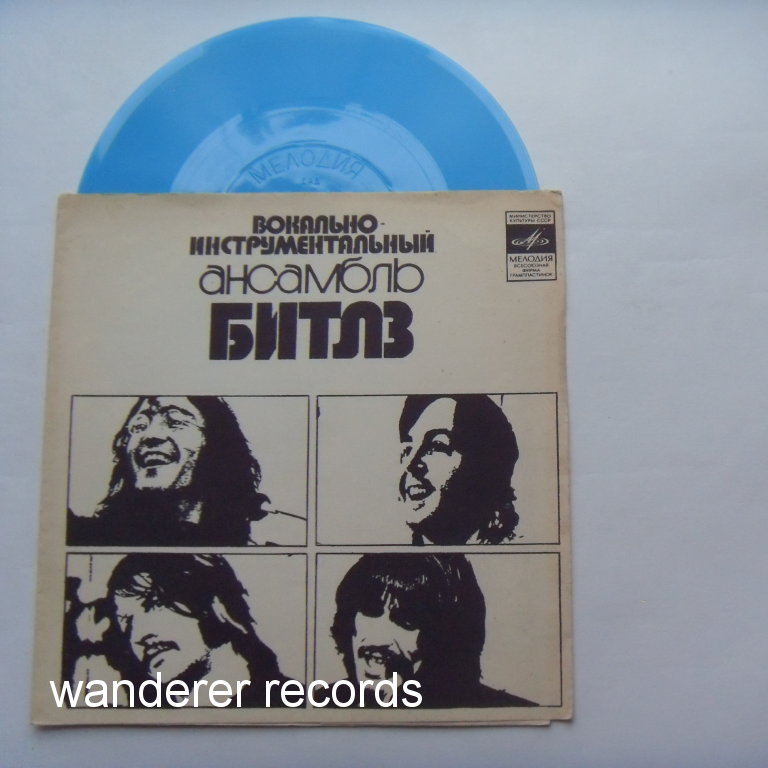 МЕЛОДИЯ
ВОКАЛЬНО-
ИНСТРУМЕНТАЛЬНЫЙ
ансамбль
БИТЛЗ
МИНИСТЕРСТВО
КУЛЬТУРЫ СССР
МЕЛОДИЯ
ВСЕСОЮЗНАЯ
ФИРМА
ГРАМПЛАСТИНОК
wanderer records